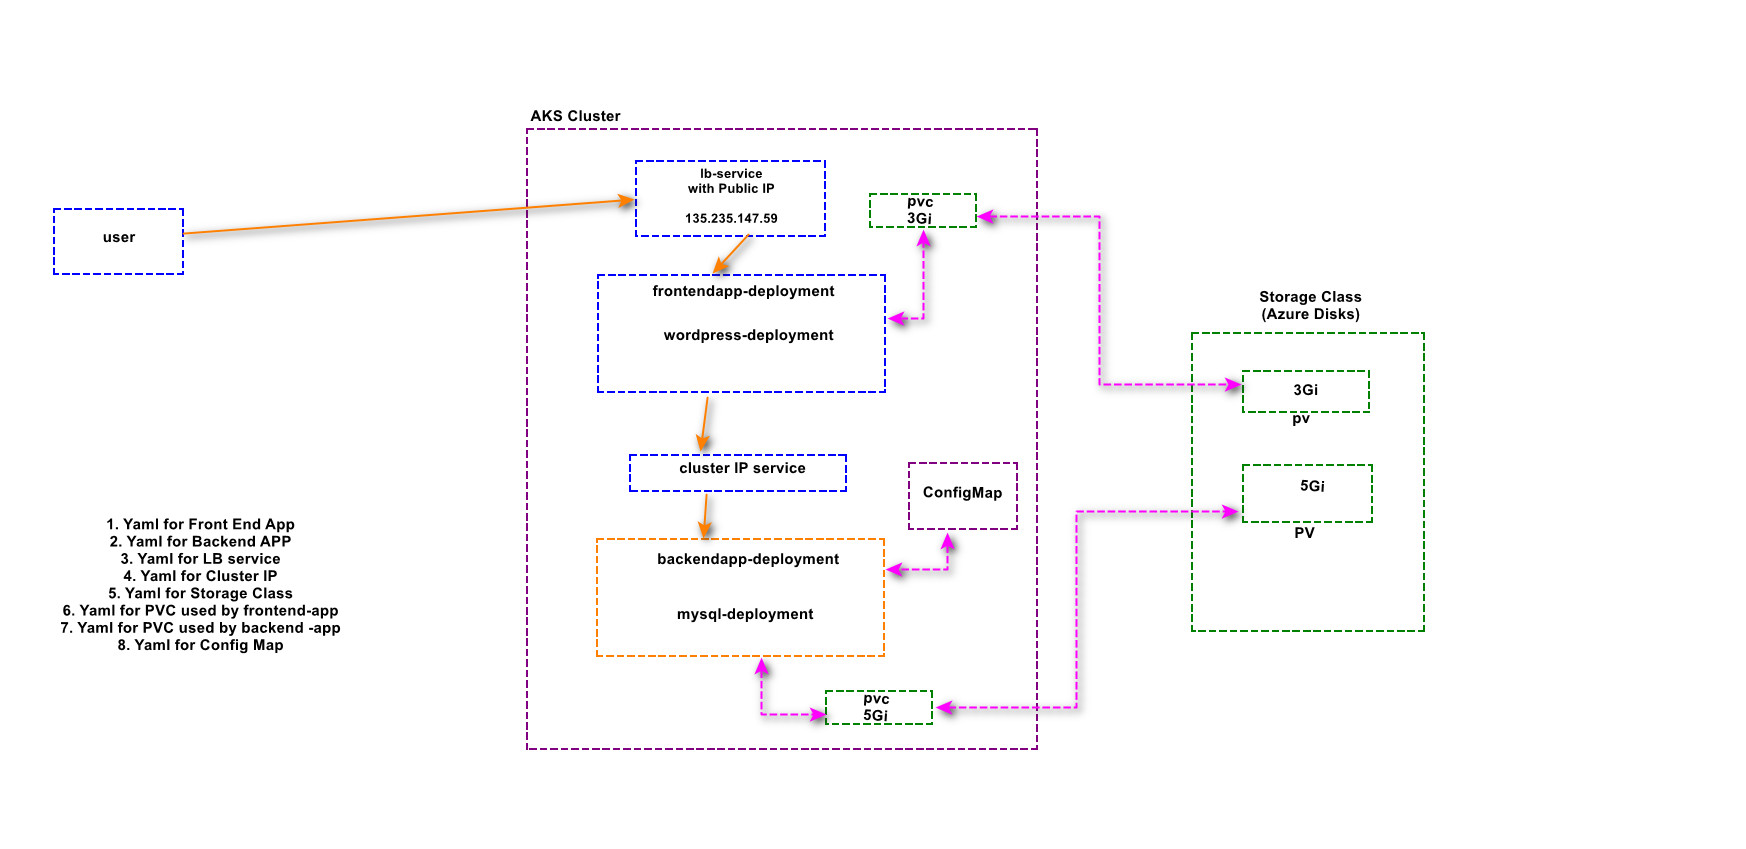 AKS Cluster
lb-service
with Public IP
135.235.147.59
user
pvc
3Gi
frontendapp-deployment
wordpress-deployment
Storage Class
(Azure Disks)
3Gi
pv
cluster IP service
ConfigMap
5Gi
PV
1. Yaml for Front End App
2. Yaml for Backend APP
3. Yaml for LB service
4. Yaml for Cluster IP
5. Yaml for Storage Class
6. Yaml for PVC used by frontend-app
7. Yaml for PVC used by backend -app
8. Yaml for Config Map
backendapp-deployment
mysql-deployment
pvc
5Gi